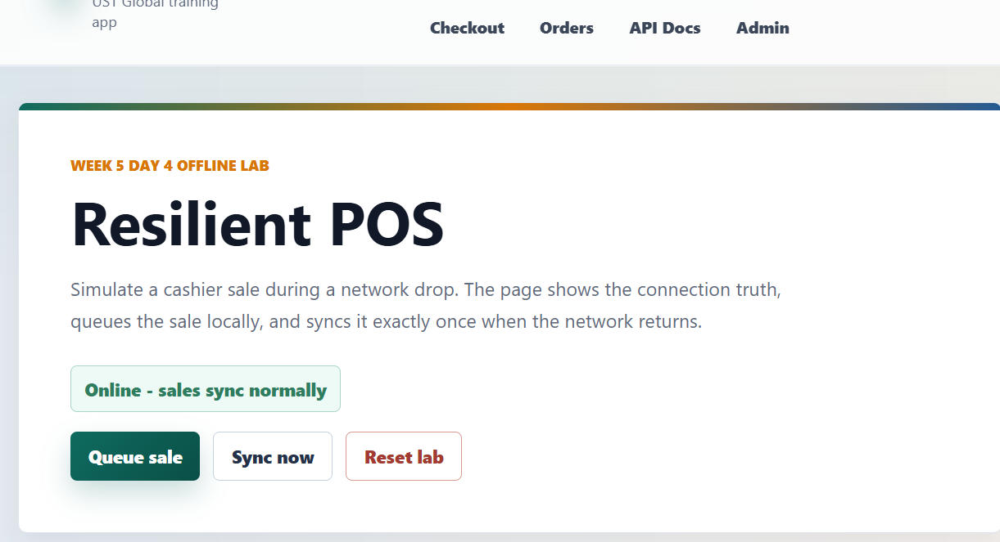 UST Global training
app
Checkout Orders API Docs Admin
WEEK 5 DAY 4 OFFLINE LAB
Resilient POS
Simulate a cashier sale during a network drop. The page shows the connection truth,
queues the sale locally, and syncs it exactly once when the network returns.
Online - sales sync normally
Queue sale Sync now Reset lab